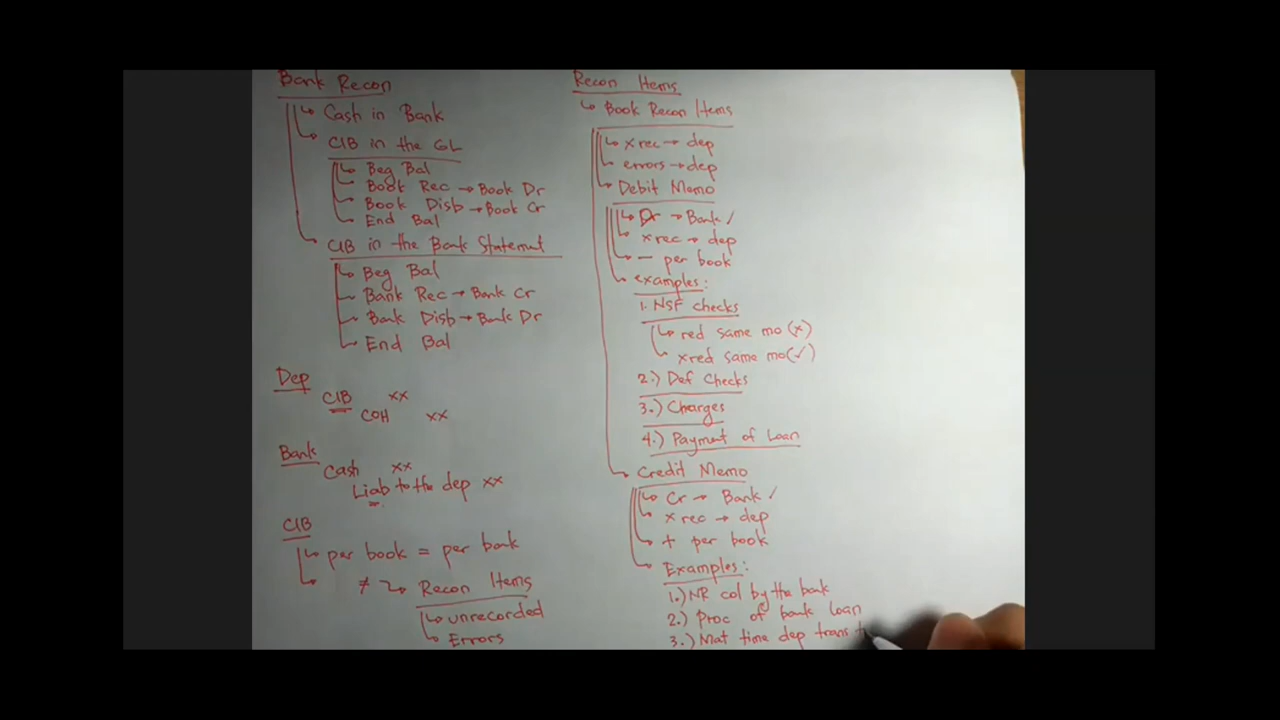 Bank Recon
↳ Cash in Bank
↳ CIB in the GL
↳ Beg Bal
↳ Book Rec → Book Dr
↳ Book Disb → Book Cr
↳ End Bal
↳ CIB in the Bank Statement
↳ Beg Bal
↳ Bank Rec → Bank Cr
↳ Bank Disb → Bank Dr
↳ End Bal
Dep
CIB xx
COH xx
Bank
Cash xx
Liab to the dep xx
CIB
↳ per book = per bank
↳ ≠ ↳ Recon Items
↳ unrecorded
↳ Errors
Recon Items
↳ Book Recon Items
↳ x rec → dep
↳ errors → dep
↳ Debit Memo
↳ Dr → Bank /
↳ x rec → dep
↳ – per book
↳ examples:
1. NSF checks
↳ red same mo (x)
↳ xred same mo (✓)
2.) Def Checks
3.) Charges
4.) Payment of Loan
↳ Credit Memo
↳ Cr → Bank /
↳ x rec → dep
↳ + per book
↳ Examples:
1.) NR col by the bank
2.) Proc of bank loan
3.) Mat time dep trans t